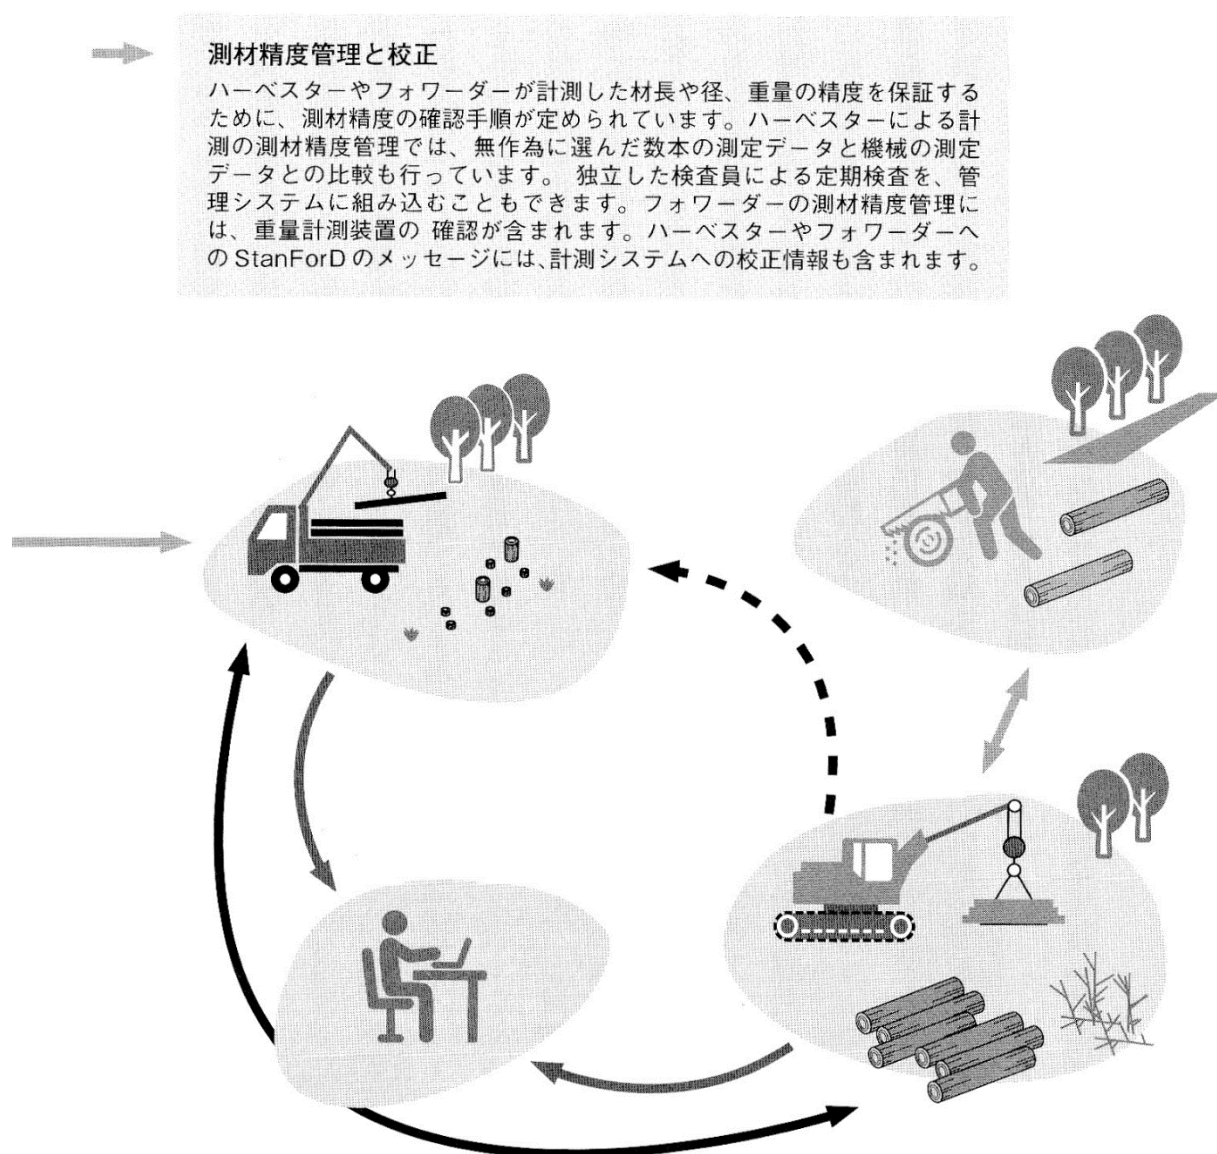 測材精度管理と校正
ハーベスターやフォワーダーが計測した材長や径、重量の精度を保証する
ために、測材精度の確認手順が定められています。ハーベスターによる計
測の測材精度管理では、無作為に選んだ数本の測定データと機械の測定
データとの比較も行っています。 独立した検査員による定期検査を、管
理システムに組み込むこともできます。フォワーダーの測材精度管理に
は、重量計測装置の 確認が含まれます。ハーベスターやフォワーダーへ
の StanForD のメッセージには、計測システムへの校正情報も含まれます。